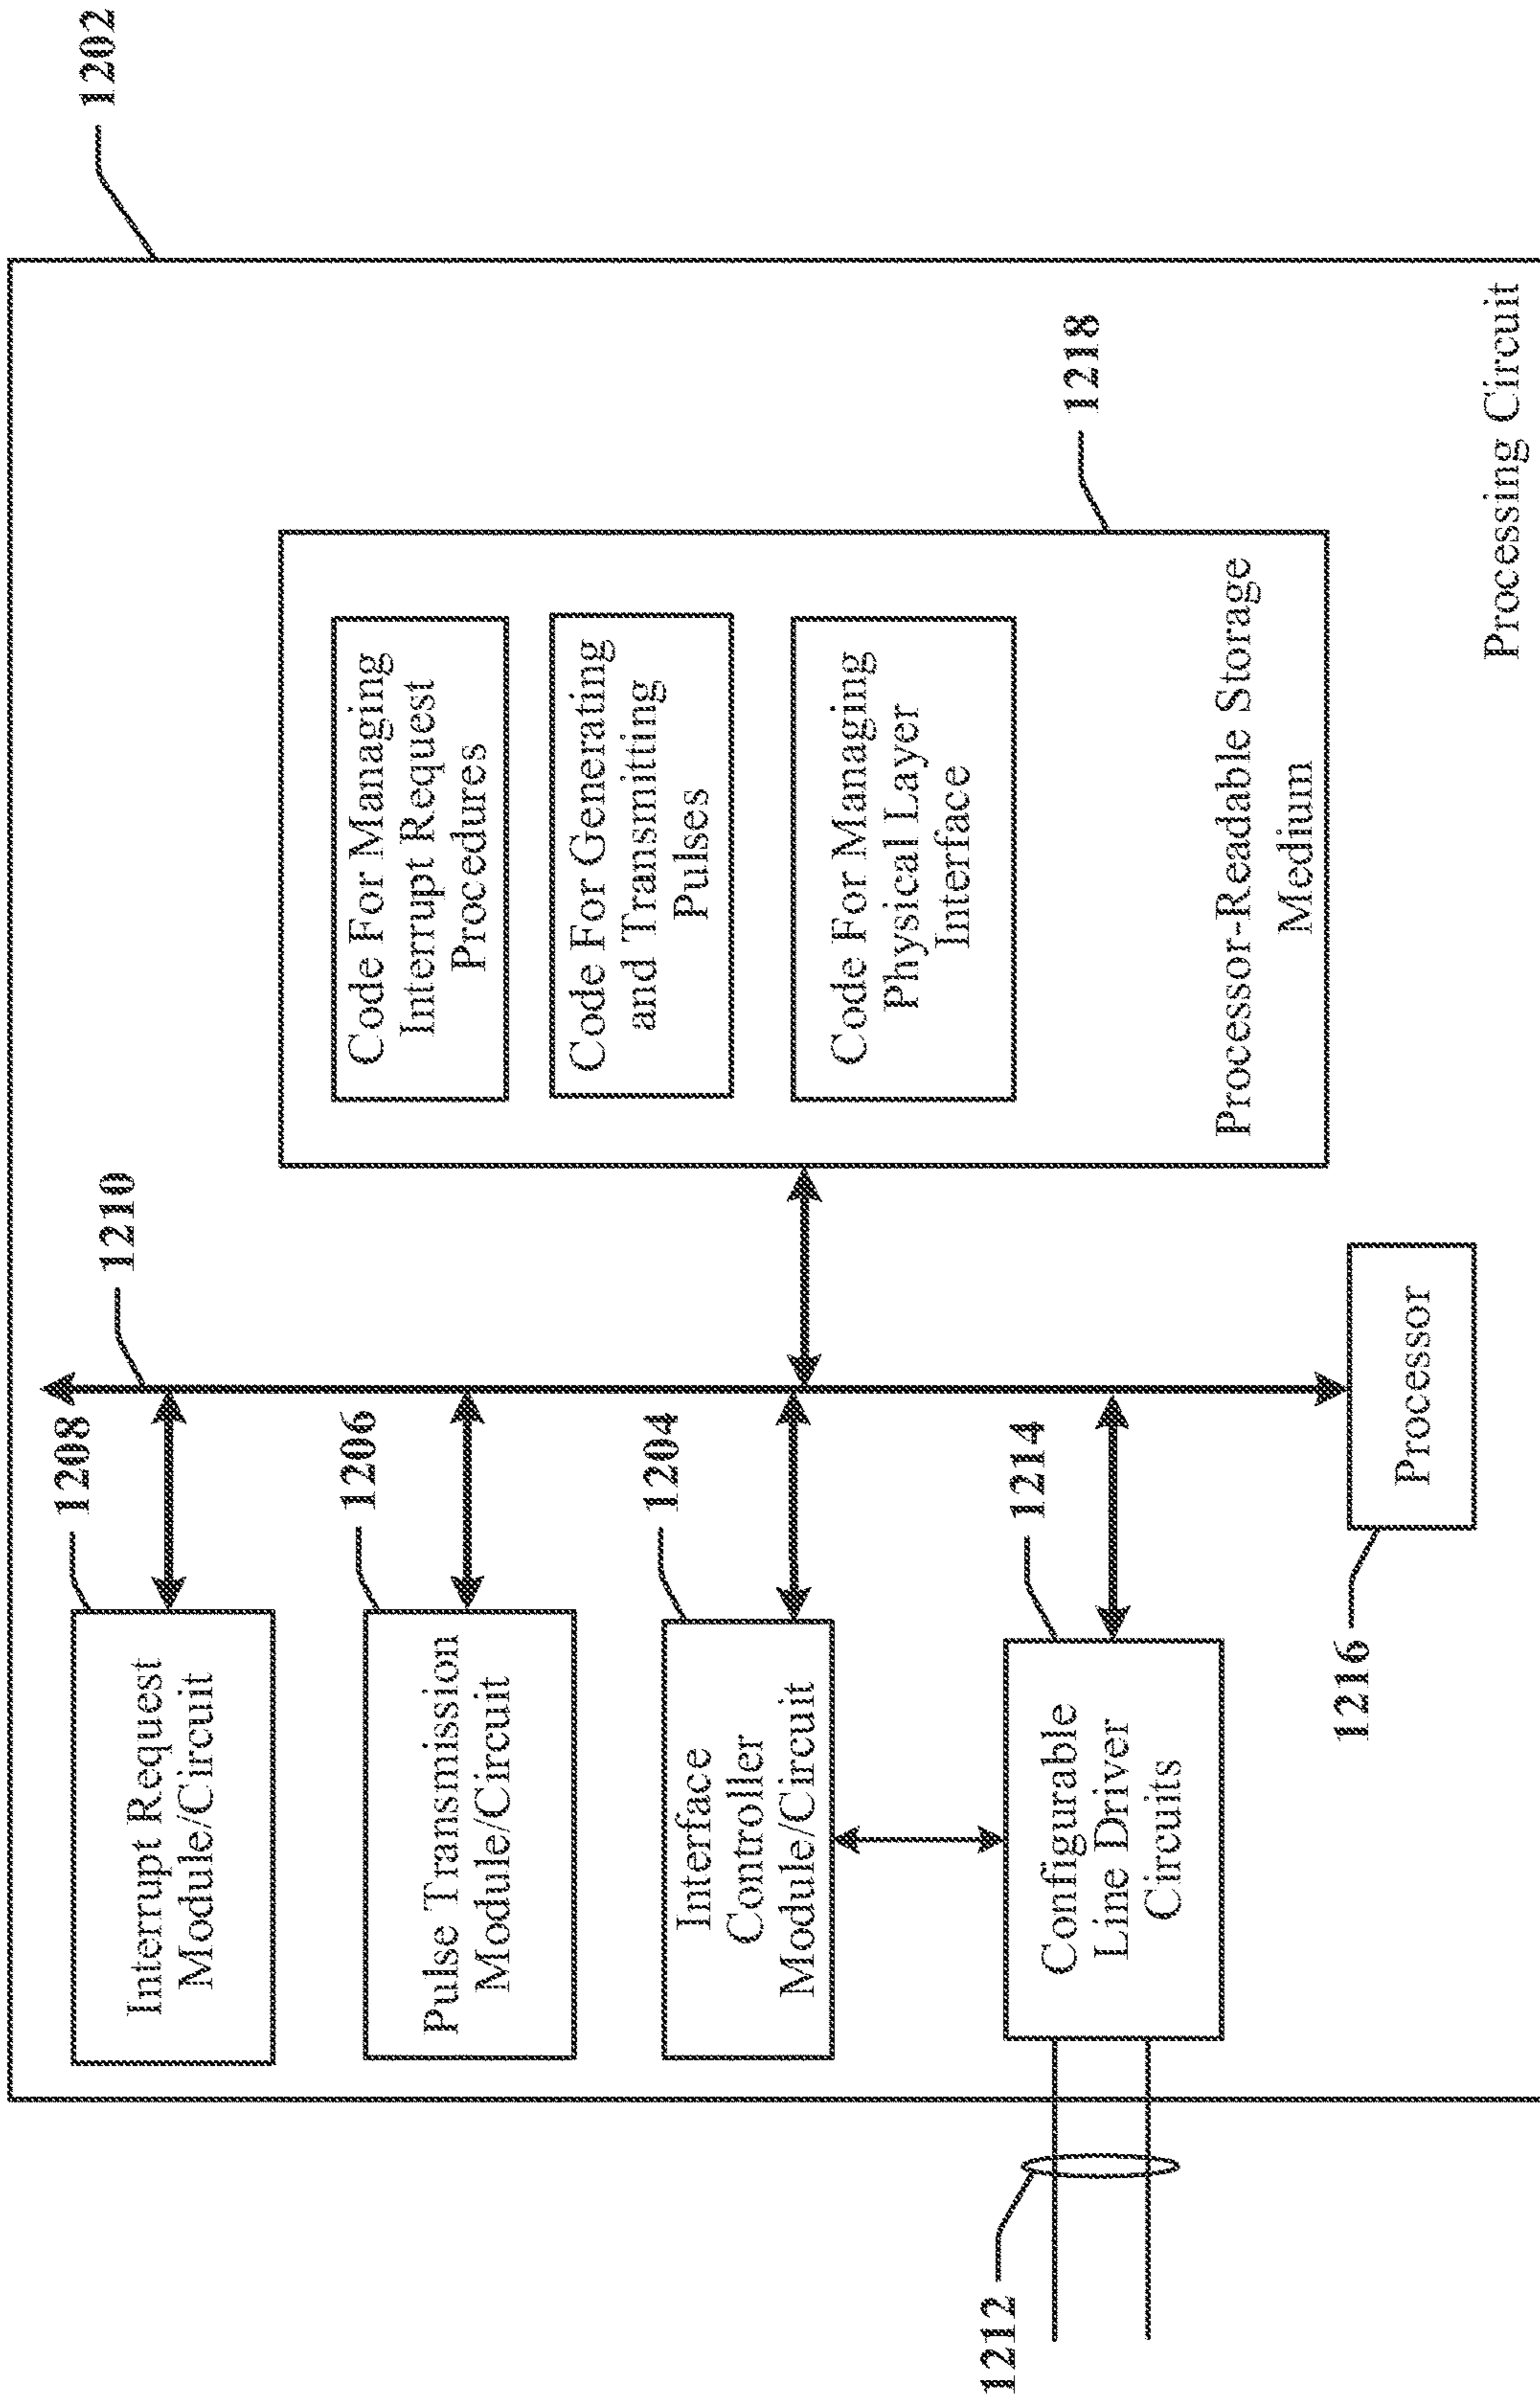 1202
1210
1208
Interrupt Request
Module/Circuit
1206
Pulse Transmission
Module/Circuit
1204
Interface
Controller
Module/Circuit
1214
Configurable
Line Driver
Circuits
1212
1216
Processor
1218
Code For Managing
Interrupt Request
Procedures
Code For Generating
and Transmitting
Pulses
Code For Managing
Physical Layer
Interface
Processor-Readable Storage
Medium
Processing Circuit